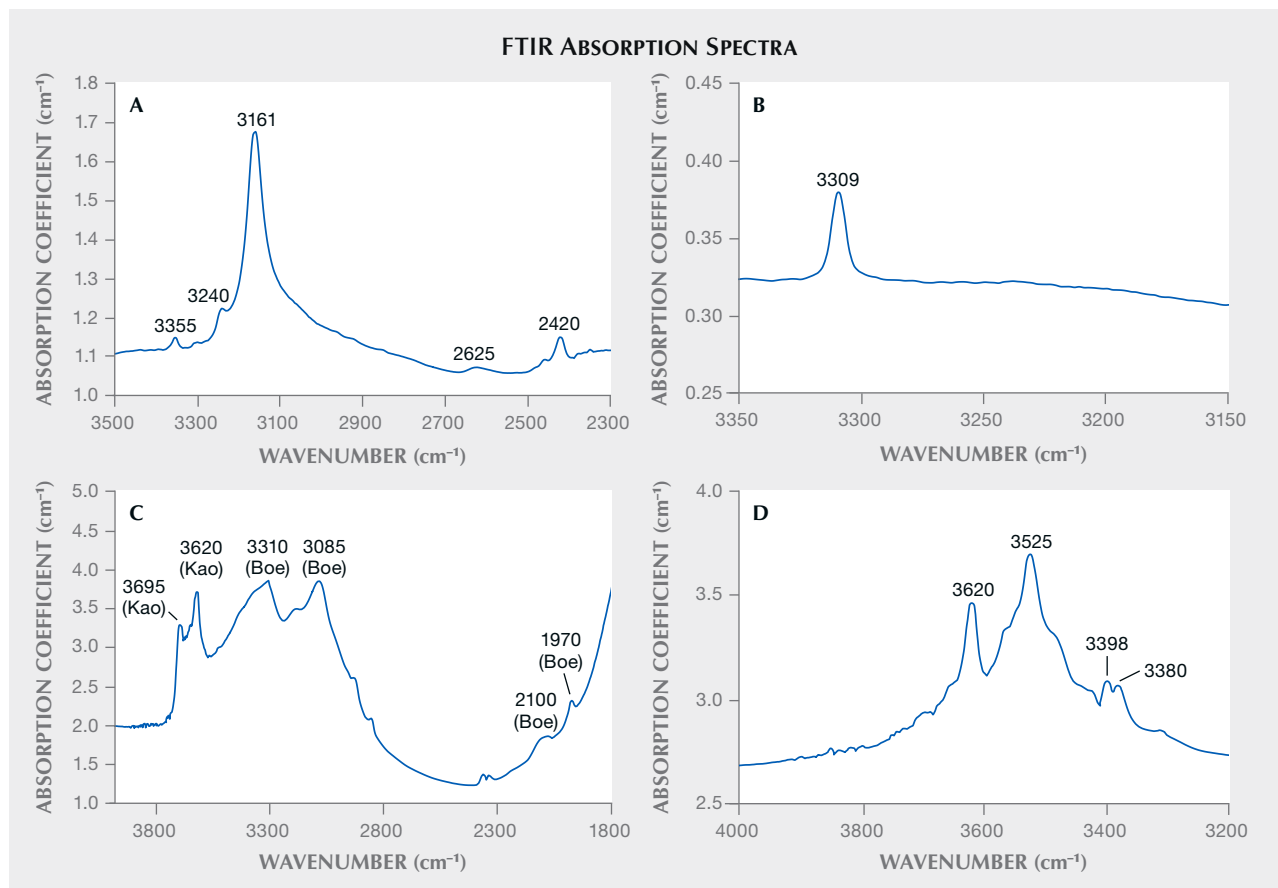 FTIR ABSORPTION SPECTRA
A
ABSORPTION COEFFICIENT (cm⁻¹)
1.8
1.7
1.6
1.5
1.4
1.3
1.2
1.1
1.0
3161
3240
3355
2625
2420
3500 3300 3100 2900 2700 2500 2300
WAVENUMBER (cm⁻¹)
B
ABSORPTION COEFFICIENT (cm⁻¹)
0.45
0.40
0.35
0.30
0.25
3309
3350 3300 3250 3200 3150
WAVENUMBER (cm⁻¹)
C
ABSORPTION COEFFICIENT (cm⁻¹)
5.0
4.5
4.0
3.5
3.0
2.5
2.0
1.5
1.0
3695
(Kao)
3620
(Kao)
3310
(Boe)
3085
(Boe)
2100
(Boe)
1970
(Boe)
3800 3300 2800 2300 1800
WAVENUMBER (cm⁻¹)
D
ABSORPTION COEFFICIENT (cm⁻¹)
4.0
3.5
3.0
2.5
3620
3525
3398
3380
4000 3800 3600 3400 3200
WAVENUMBER (cm⁻¹)